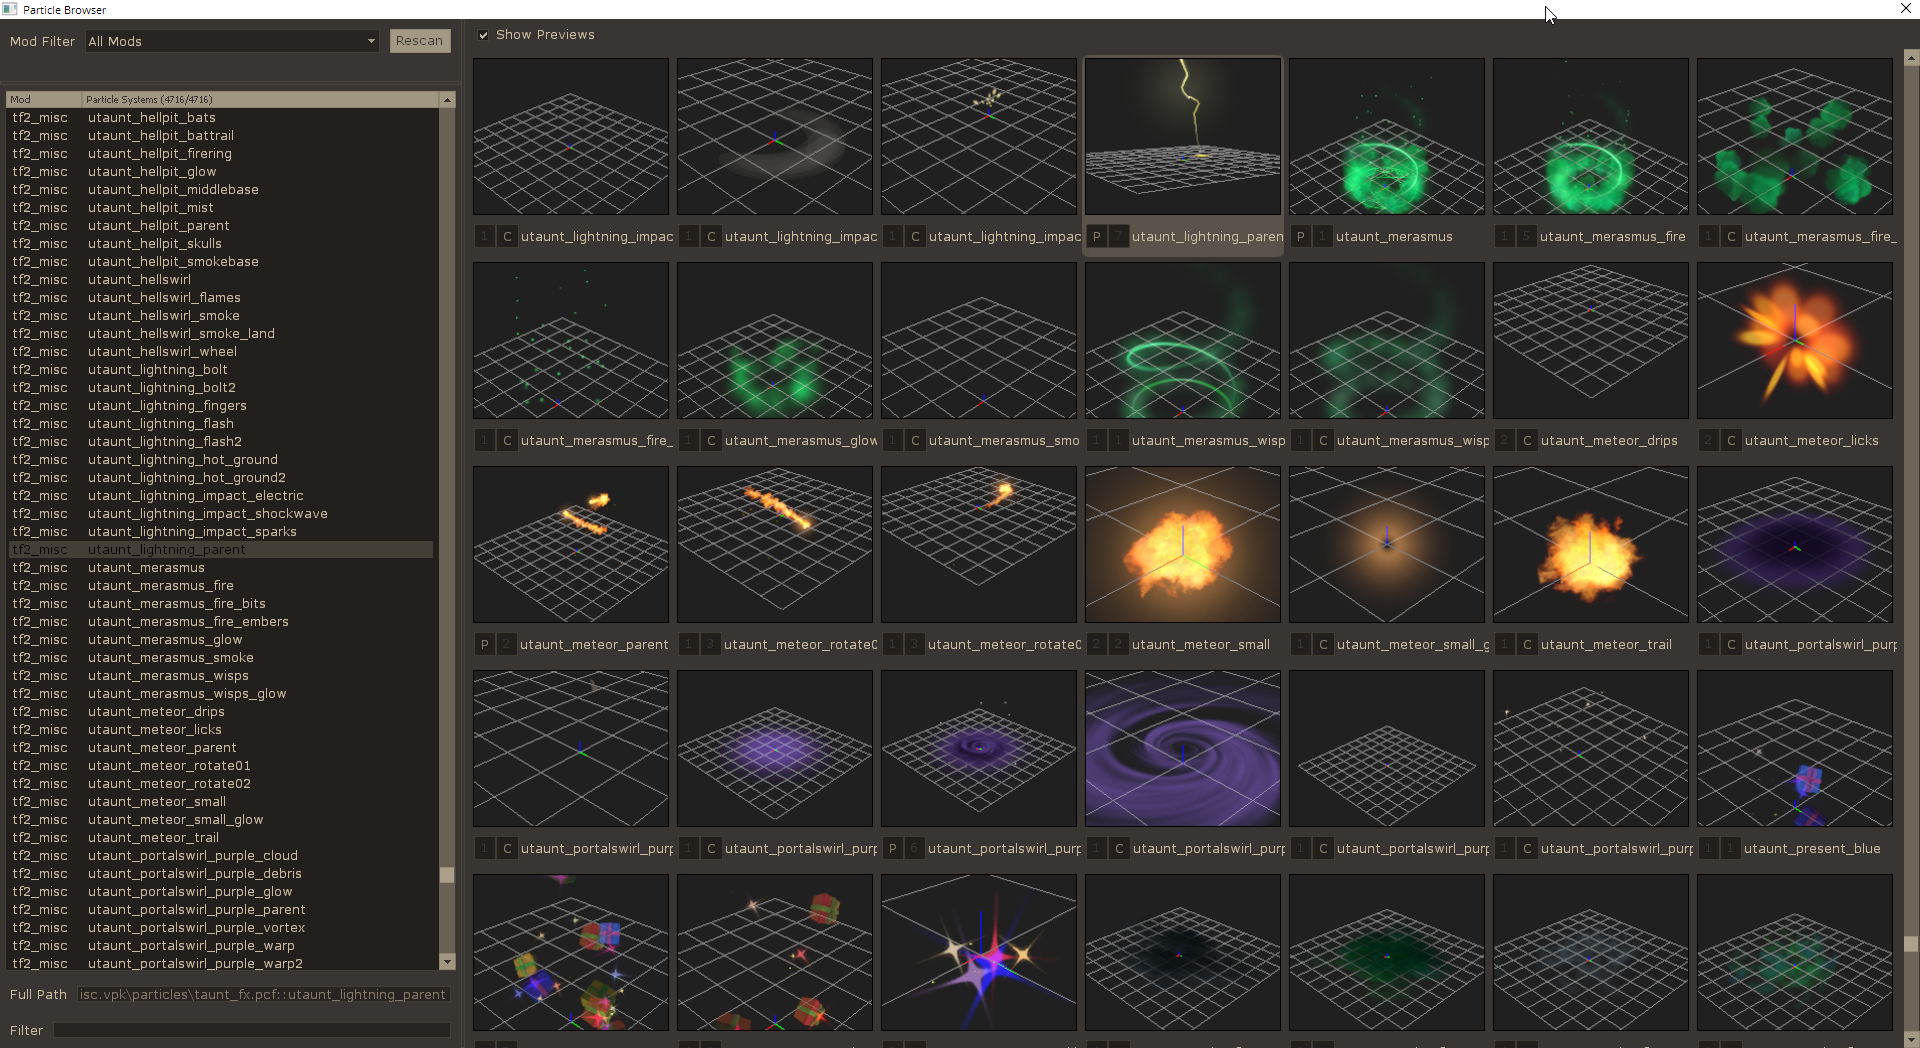 Particle Browser
Mod Filter All Mods Rescan
Show Previews
Mod Particle Systems (4716/4716)
tf2_misc utaunt_hellpit_bats
tf2_misc utaunt_hellpit_battrail
tf2_misc utaunt_hellpit_firering
tf2_misc utaunt_hellpit_glow
tf2_misc utaunt_hellpit_middlebase
tf2_misc utaunt_hellpit_mist
tf2_misc utaunt_hellpit_parent
tf2_misc utaunt_hellpit_skulls
tf2_misc utaunt_hellpit_smokebase
tf2_misc utaunt_hellswirl
tf2_misc utaunt_hellswirl_flames
tf2_misc utaunt_hellswirl_smoke
tf2_misc utaunt_hellswirl_smoke_land
tf2_misc utaunt_hellswirl_wheel
tf2_misc utaunt_lightning_bolt
tf2_misc utaunt_lightning_bolt2
tf2_misc utaunt_lightning_fingers
tf2_misc utaunt_lightning_flash
tf2_misc utaunt_lightning_flash2
tf2_misc utaunt_lightning_hot_ground
tf2_misc utaunt_lightning_hot_ground2
tf2_misc utaunt_lightning_impact_electric
tf2_misc utaunt_lightning_impact_shockwave
tf2_misc utaunt_lightning_impact_sparks
tf2_misc utaunt_lightning_parent
tf2_misc utaunt_merasmus
tf2_misc utaunt_merasmus_fire
tf2_misc utaunt_merasmus_fire_bits
tf2_misc utaunt_merasmus_fire_embers
tf2_misc utaunt_merasmus_glow
tf2_misc utaunt_merasmus_smoke
tf2_misc utaunt_merasmus_wisps
tf2_misc utaunt_merasmus_wisps_glow
tf2_misc utaunt_meteor_drips
tf2_misc utaunt_meteor_licks
tf2_misc utaunt_meteor_parent
tf2_misc utaunt_meteor_rotate01
tf2_misc utaunt_meteor_rotate02
tf2_misc utaunt_meteor_small
tf2_misc utaunt_meteor_small_glow
tf2_misc utaunt_meteor_trail
tf2_misc utaunt_portalswirl_purple_cloud
tf2_misc utaunt_portalswirl_purple_debris
tf2_misc utaunt_portalswirl_purple_glow
tf2_misc utaunt_portalswirl_purple_parent
tf2_misc utaunt_portalswirl_purple_vortex
tf2_misc utaunt_portalswirl_purple_warp
tf2_misc utaunt_portalswirl_purple_warp2
Full Path isc.vpk\particles\taunt_fx.pcf::utaunt_lightning_parent
Filter
1 C utaunt_lightning_impac 1 C utaunt_lightning_impac 1 C utaunt_lightning_impac P 7 utaunt_lightning_paren P 1 utaunt_merasmus 1 5 utaunt_merasmus_fire 1 C utaunt_merasmus_fire_
1 C utaunt_merasmus_fire_ 1 C utaunt_merasmus_glow 1 C utaunt_merasmus_smo 1 1 utaunt_merasmus_wisp 1 C utaunt_merasmus_wisp 2 C utaunt_meteor_drips 2 C utaunt_meteor_licks
P 2 utaunt_meteor_parent 1 3 utaunt_meteor_rotate0 1 3 utaunt_meteor_rotate0 2 2 utaunt_meteor_small 1 C utaunt_meteor_small_g 1 C utaunt_meteor_trail 1 C utaunt_portalswirl_purp
1 C utaunt_portalswirl_purp 1 C utaunt_portalswirl_purp P 6 utaunt_portalswirl_purp 1 C utaunt_portalswirl_purp 1 C utaunt_portalswirl_purp 1 C utaunt_portalswirl_purp 1 1 utaunt_present_blue